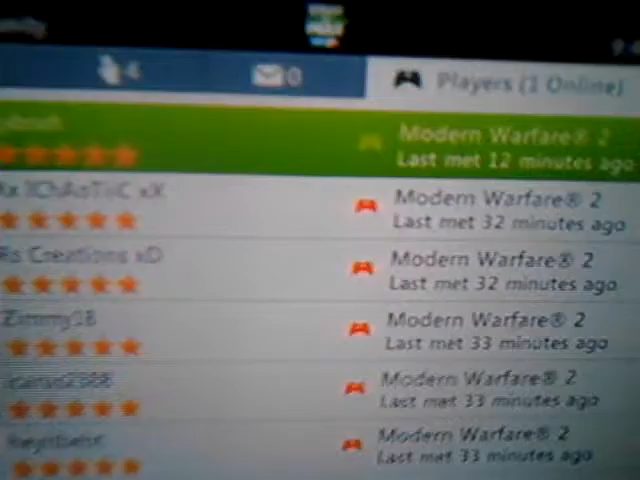 4
0
Players (1 Online)
Modern Warfare® 2
Last met 12 minutes ago
xX
Modern Warfare® 2
Last met 32 minutes ago
Rs Creations xD
Modern Warfare® 2
Last met 32 minutes ago
Zimmy18
Modern Warfare® 2
Last met 33 minutes ago
Modern Warfare® 2
Last met 33 minutes ago
Modern Warfare® 2
Last met 33 minutes ago